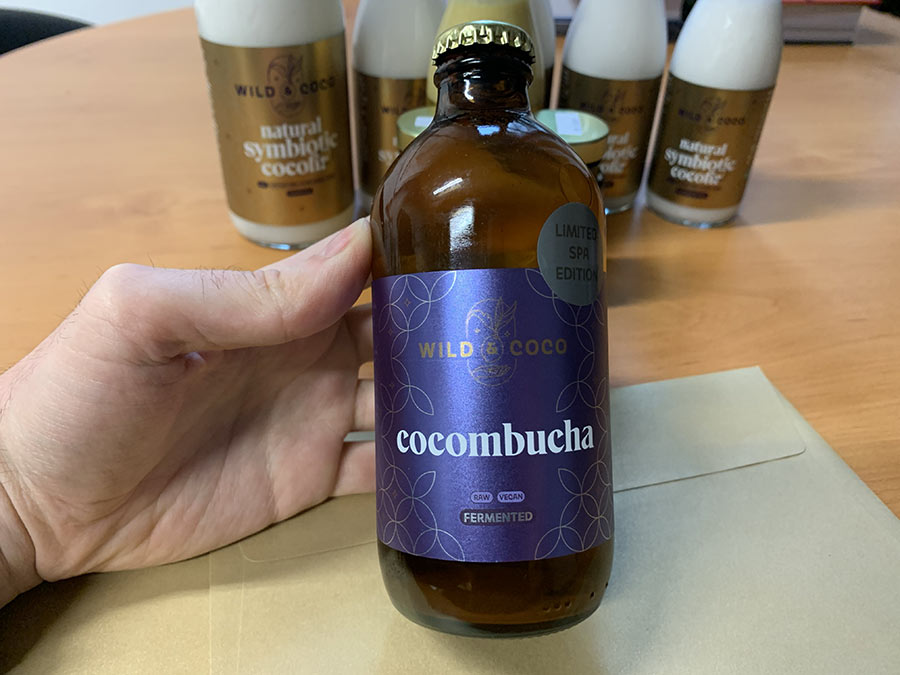 WILD & COCO
natural
symbiotic
cocofir
WILD & COCO
natural
symbiotic
cocofir
LIMITED
SPA
EDITION
WILD & COCO
cocombucha
RAW VEGAN
FERMENTED